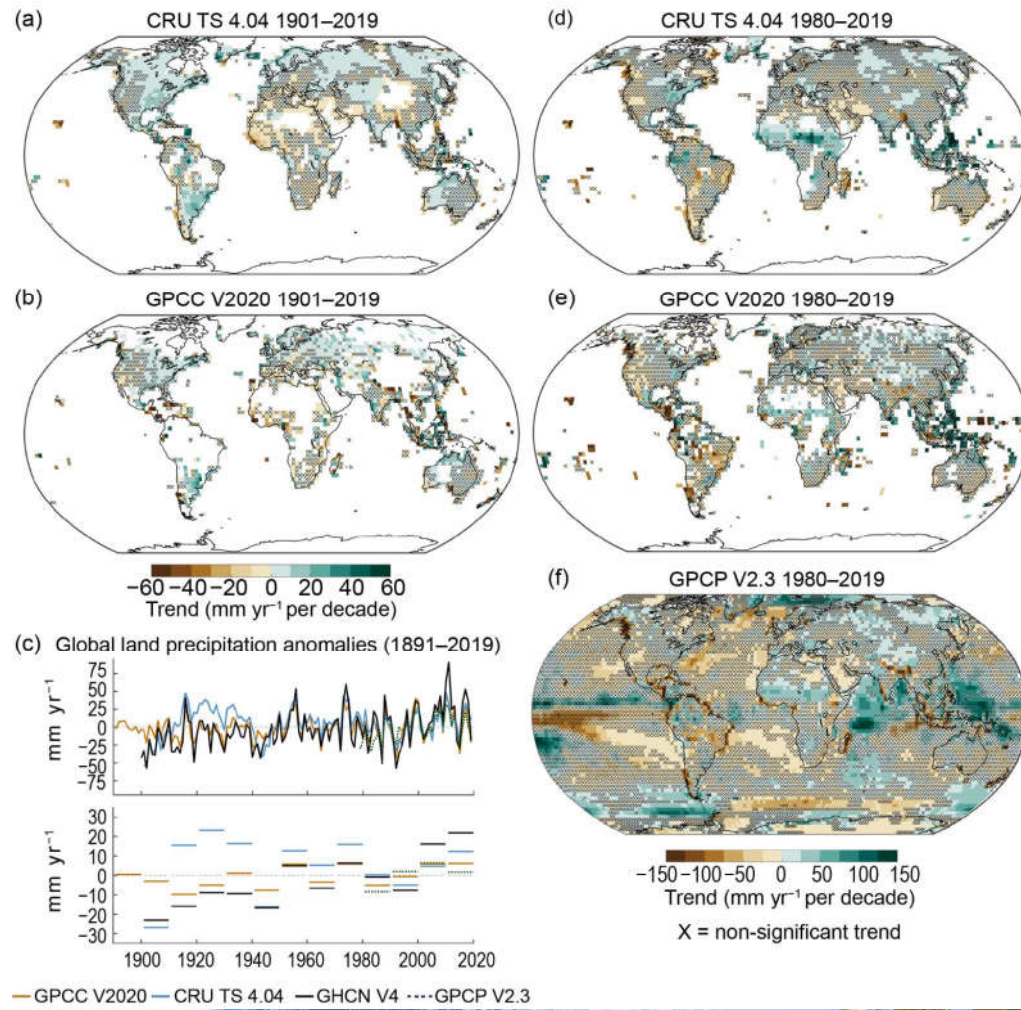 (a) CRU TS 4.04 1901–2019
(d) CRU TS 4.04 1980–2019
(b) GPCC V2020 1901–2019
(e) GPCC V2020 1980–2019
−60 −40 −20 0 20 40 60
Trend (mm yr⁻¹ per decade)
(f) GPCP V2.3 1980–2019
(c) Global land precipitation anomalies (1891–2019)
75
50
25
0
−25
−50
−75
mm yr⁻¹
30
20
10
0
−10
−20
−30
mm yr⁻¹
1900 1920 1940 1960 1980 2000 2020
−150 −100 −50 0 50 100 150
Trend (mm yr⁻¹ per decade)
X = non-significant trend
GPCC V2020 CRU TS 4.04 GHCN V4 GPCP V2.3